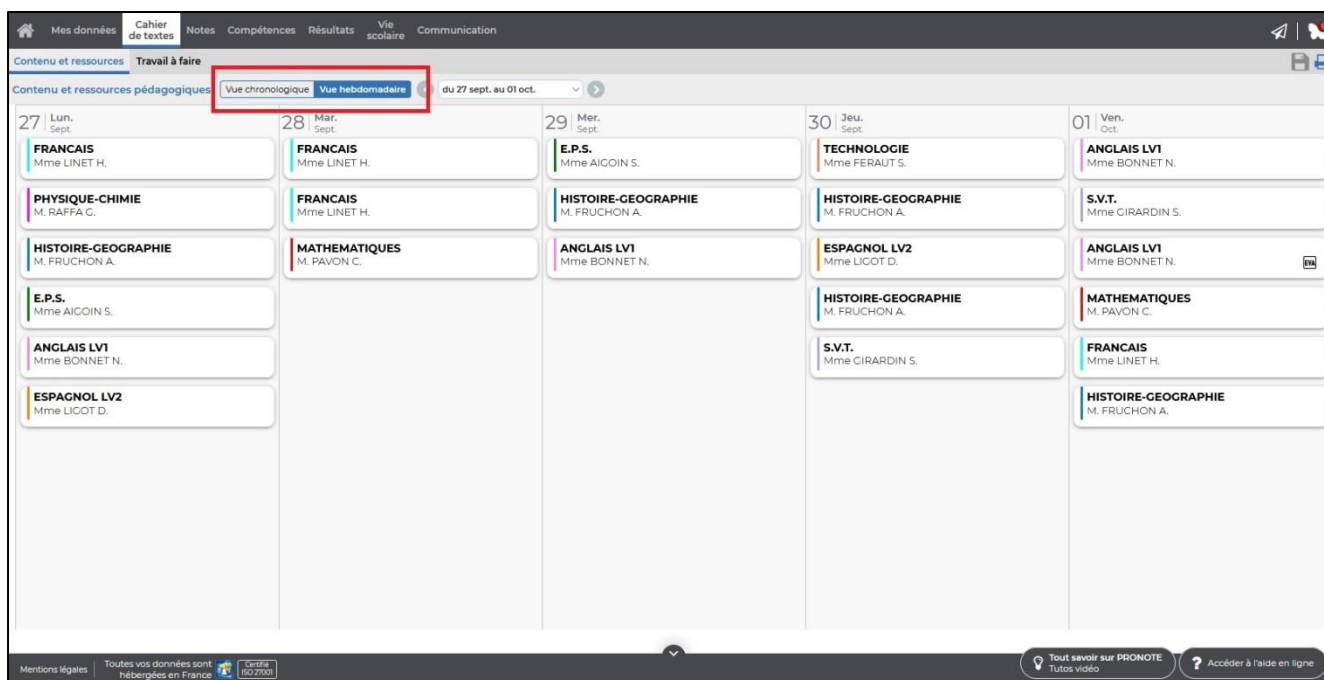 Mes données
Cahier
de textes
Notes
Compétences
Résultats
Vie
scolaire
Communication
Contenu et ressources
Travail à faire
Contenu et ressources pédagogiques
Vue chronologique
Vue hebdomadaire
du 27 sept. au 01 oct.
27 Lun.
Sept.
FRANCAIS
Mme LINET H.
PHYSIQUE-CHIMIE
M. RAFFA G.
HISTOIRE-GEOGRAPHIE
M. FRUCHON A.
E.P.S.
Mme AIGOIN S.
ANGLAIS LV1
Mme BONNET N.
ESPAGNOL LV2
Mme LIGOT D.
28 Mar.
Sept.
FRANCAIS
Mme LINET H.
FRANCAIS
Mme LINET H.
MATHEMATIQUES
M. PAVON C.
29 Mer.
Sept.
E.P.S.
Mme AIGOIN S.
HISTOIRE-GEOGRAPHIE
M. FRUCHON A.
ANGLAIS LV1
Mme BONNET N.
30 Jeu.
Sept.
TECHNOLOGIE
Mme FERAUT S.
HISTOIRE-GEOGRAPHIE
M. FRUCHON A.
ESPAGNOL LV2
Mme LIGOT D.
HISTOIRE-GEOGRAPHIE
M. FRUCHON A.
S.V.T.
Mme GIRARDIN S.
01 Ven.
Oct.
ANGLAIS LV1
Mme BONNET N.
S.V.T.
Mme GIRARDIN S.
ANGLAIS LV1
Mme BONNET N.
EVA
MATHEMATIQUES
M. PAVON C.
FRANCAIS
Mme LINET H.
HISTOIRE-GEOGRAPHIE
M. FRUCHON A.
Mentions légales
Toutes vos données sont
hébergées en France
Certifié
ISO 27001
Tout savoir sur PRONOTE
Tutos vidéo
? Accéder à l'aide en ligne